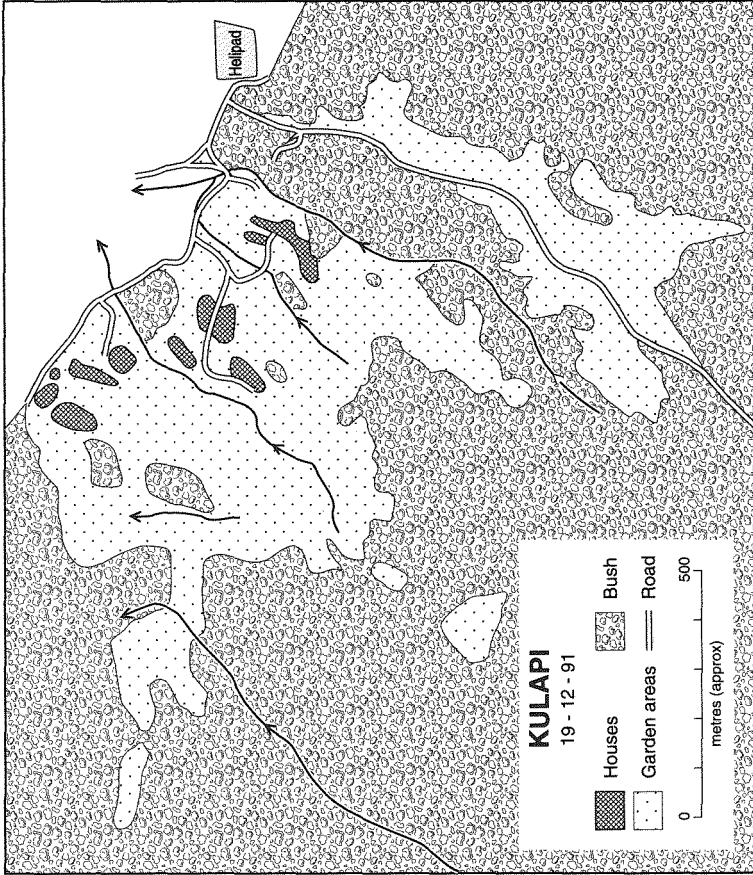 Helipad
KULAPI
19 - 12 - 91
Houses
Bush
Garden areas
Road
0
500
metres (approx)